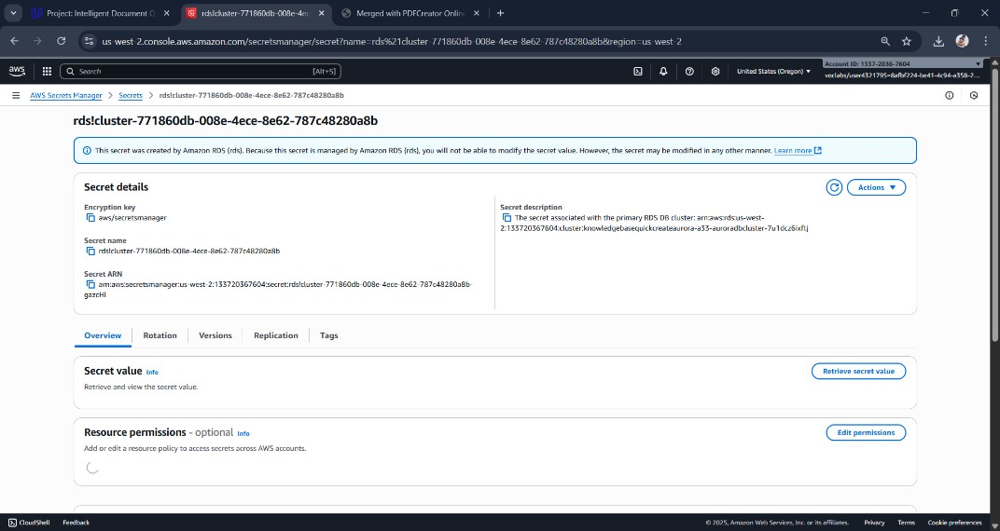 Project: Intelligent Document Q
rds!cluster-771860db-008e-4ec
Merged with PDFCreator Onlin
us-west-2.console.aws.amazon.com/secretsmanager/secret?name=rds%21cluster-771860db-008e-4ece-8e62-787c48280a8b&region=us-west-2
aws
Search
[Alt+S]
United States (Oregon)
Account ID: 1337-2036-7604
voclabs/user4321795=8afbf224-be41-4c94-a358-2...
AWS Secrets Manager
Secrets
rds!cluster-771860db-008e-4ece-8e62-787c48280a8b
rds!cluster-771860db-008e-4ece-8e62-787c48280a8b
This secret was created by Amazon RDS (rds). Because this secret is managed by Amazon RDS (rds), you will not be able to modify the secret value. However, the secret may be modified in any other manner. Learn more
Secret details
Actions
Encryption key
aws/secretsmanager
Secret name
rds!cluster-771860db-008e-4ece-8e62-787c48280a8b
Secret ARN
arn:aws:secretsmanager:us-west-2:133720367604:secret:rds!cluster-771860db-008e-4ece-8e62-787c48280a8b-
gazcHI
Secret description
The secret associated with the primary RDS DB cluster: arn:aws:rds:us-west-
2:133720367604:cluster:knowledgebasequickcreateaurora-a33-auroradbcluster-7u1dcz6ixftj
Overview
Rotation
Versions
Replication
Tags
Secret value Info
Retrieve secret value
Retrieve and view the secret value.
Resource permissions - optional Info
Edit permissions
Add or edit a resource policy to access secrets across AWS accounts.
CloudShell
Feedback
© 2025, Amazon Web Services, Inc. or its affiliates.
Privacy
Terms
Cookie preferences